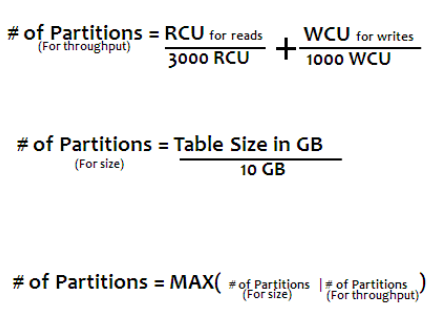 # of Partitions = RCU for reads + WCU for writes
(For throughput) 3000 RCU 1000 WCU
# of Partitions = Table Size in GB
(For size) 10 GB
# of Partitions = MAX( # of Partitions | # of Partitions )
(For size) (For throughput)